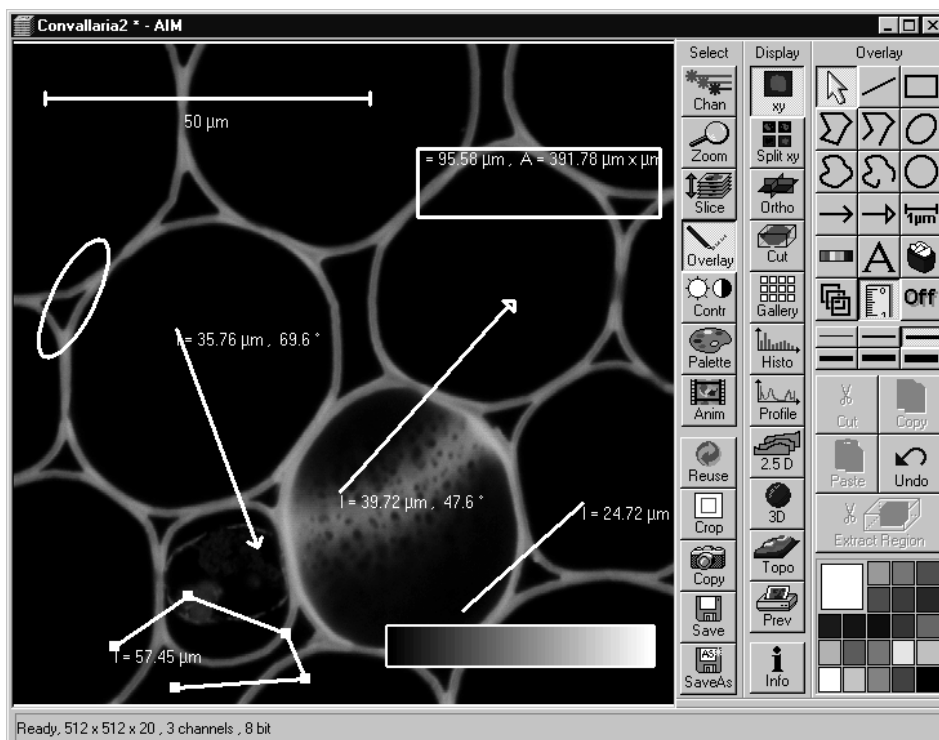 Convallaria2 * - AIM
50 µm
= 95.58 µm , A = 391.78 µm x µm
l = 35.76 µm , 69.6 °
l = 39.72 µm , 47.6 °
l = 24.72 µm
l = 57.45 µm
Select
Chan
Zoom
Slice
Overlay
Contr
Palette
Anim
Reuse
Crop
Copy
Save
AS
SaveAs
Display
xy
Split xy
Ortho
Cut
Gallery
Histo
Profile
2.5 D
3D
Topo
Prev
i
Info
Overlay
1µm
A
Off
Cut
Copy
Paste
Undo
Extract Region
Ready, 512 x 512 x 20 , 3 channels , 8 bit